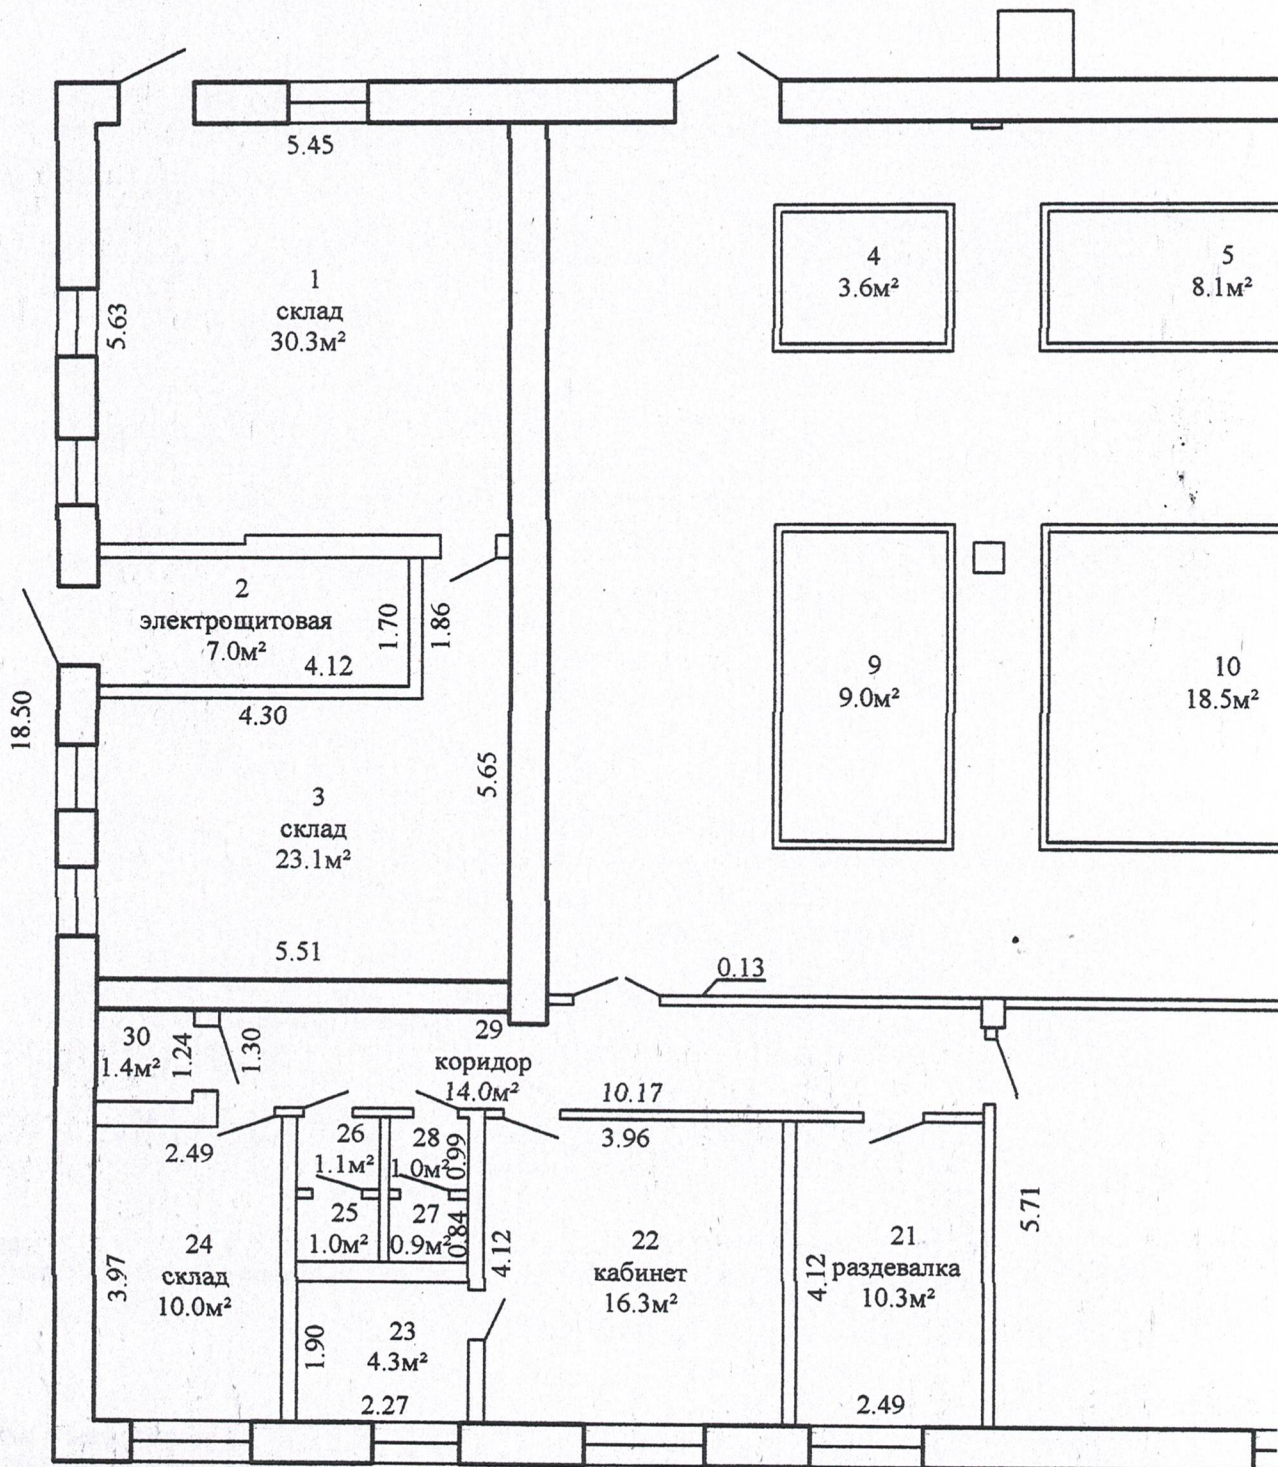 5.45
5.63
1
склад
30.3м²
4
3.6м²
5
8.1м²
2
электрощитовая
7.0м²
4.12
1.70
1.86
4.30
18.50
9
9.0м²
10
18.5м²
5.65
3
склад
23.1м²
5.51
0.13
30
1.4м²
1.24
1.30
29
коридор
14.0м²
10.17
2.49
26
1.1м²
28
1.0м²
0.99
3.96
25
1.0м²
27
0.9м²
0.84
4.12
24
склад
10.0м²
3.97
22
кабинет
16.3м²
4.12
21
раздевалка
10.3м²
5.71
23
4.3м²
1.90
2.27
2.49